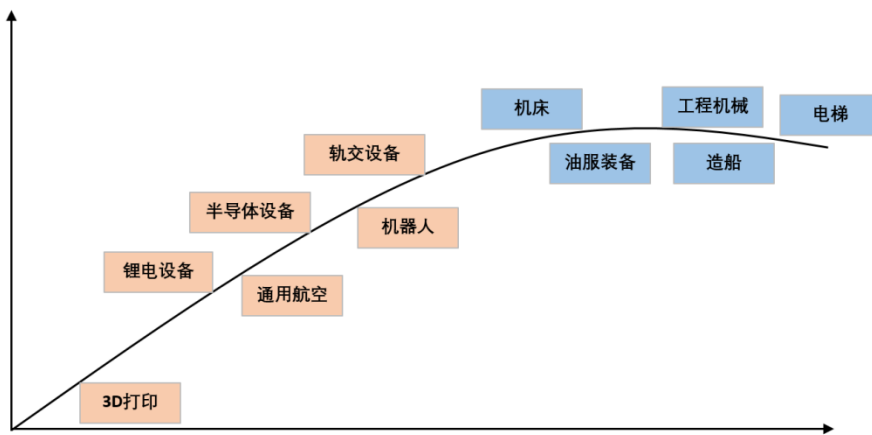 机床
工程机械
电梯
轨交设备
油服装备
造船
半导体设备
机器人
锂电设备
通用航空
3D打印